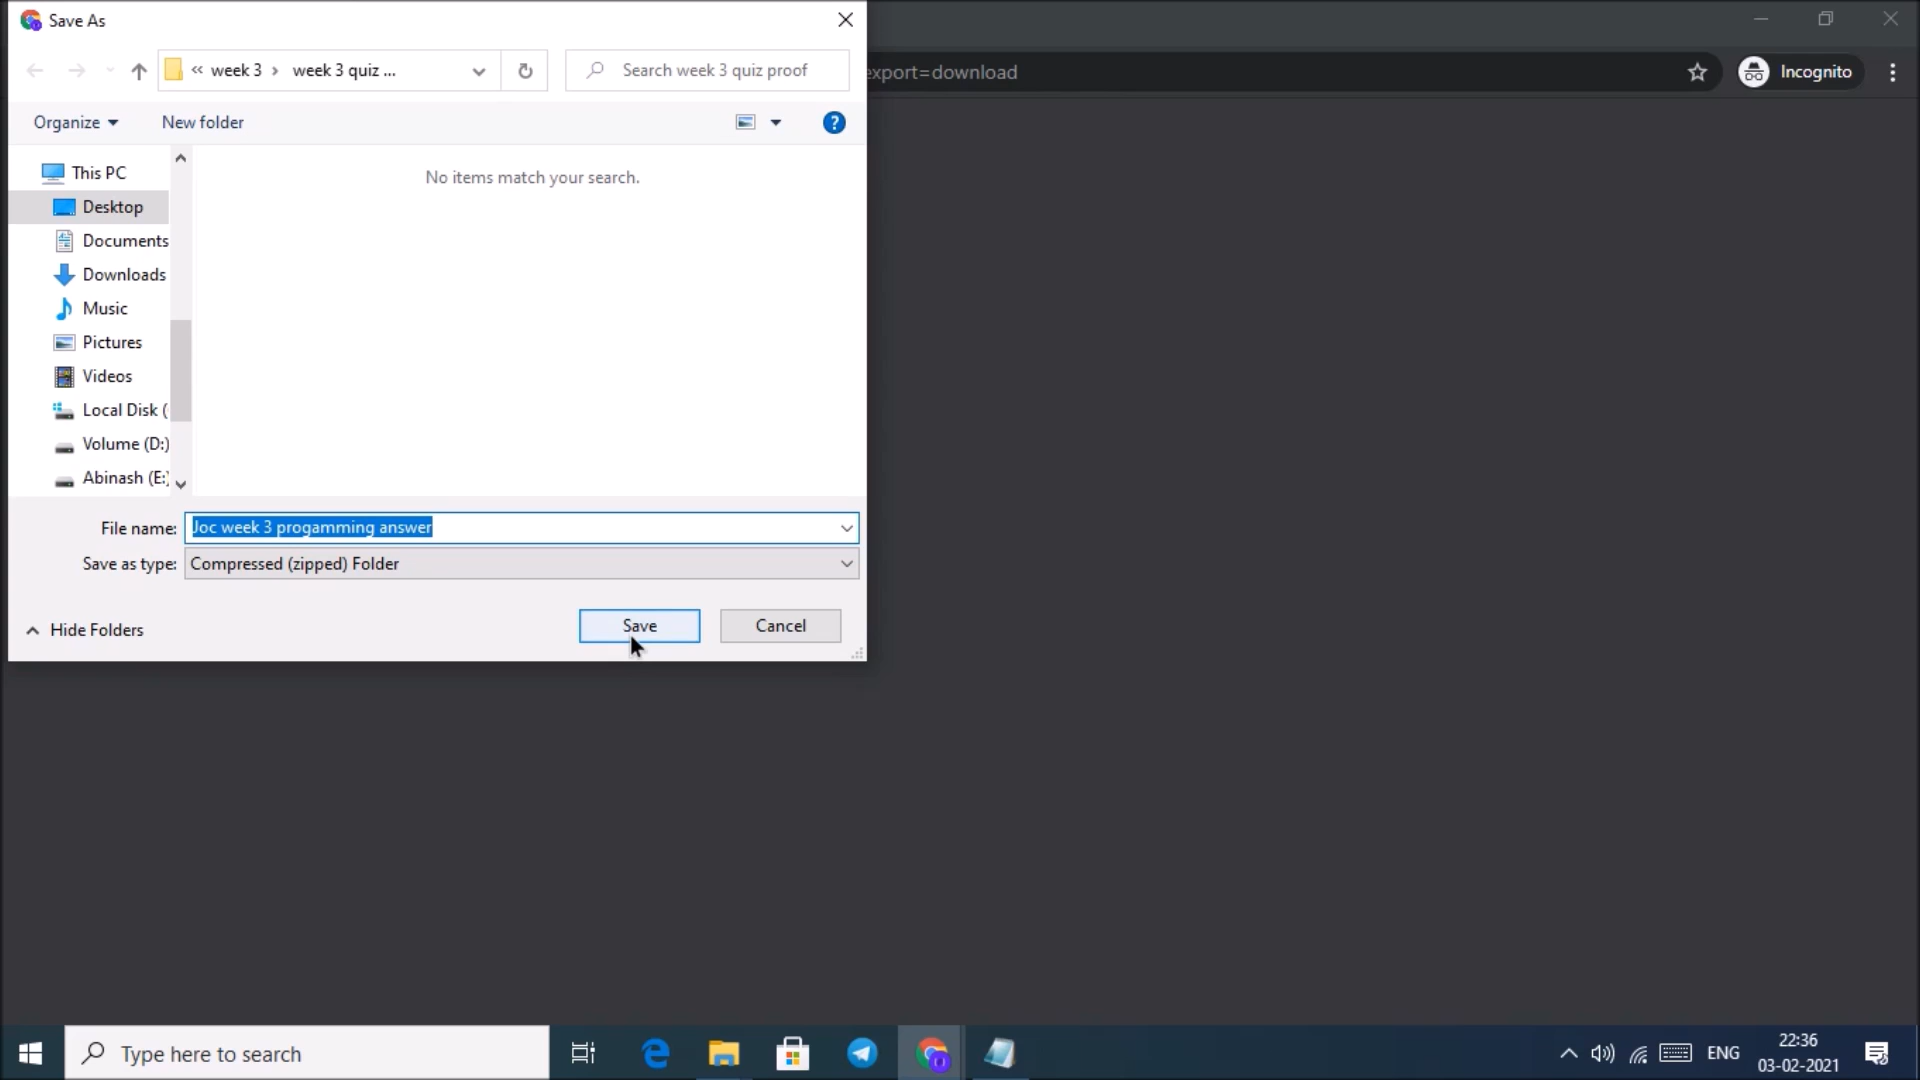 Save As
« week 3 › week 3 quiz ...
Search week 3 quiz proof
export=download
Incognito
Organize
New folder
No items match your search.
This PC
Desktop
Documents
Downloads
Music
Pictures
Videos
Local Disk (
Volume (D:)
Abinash (E:)
File name: Joc week 3 progamming answer
Save as type: Compressed (zipped) Folder
Hide Folders
Save
Cancel
Type here to search
ENG
22:36
03-02-2021